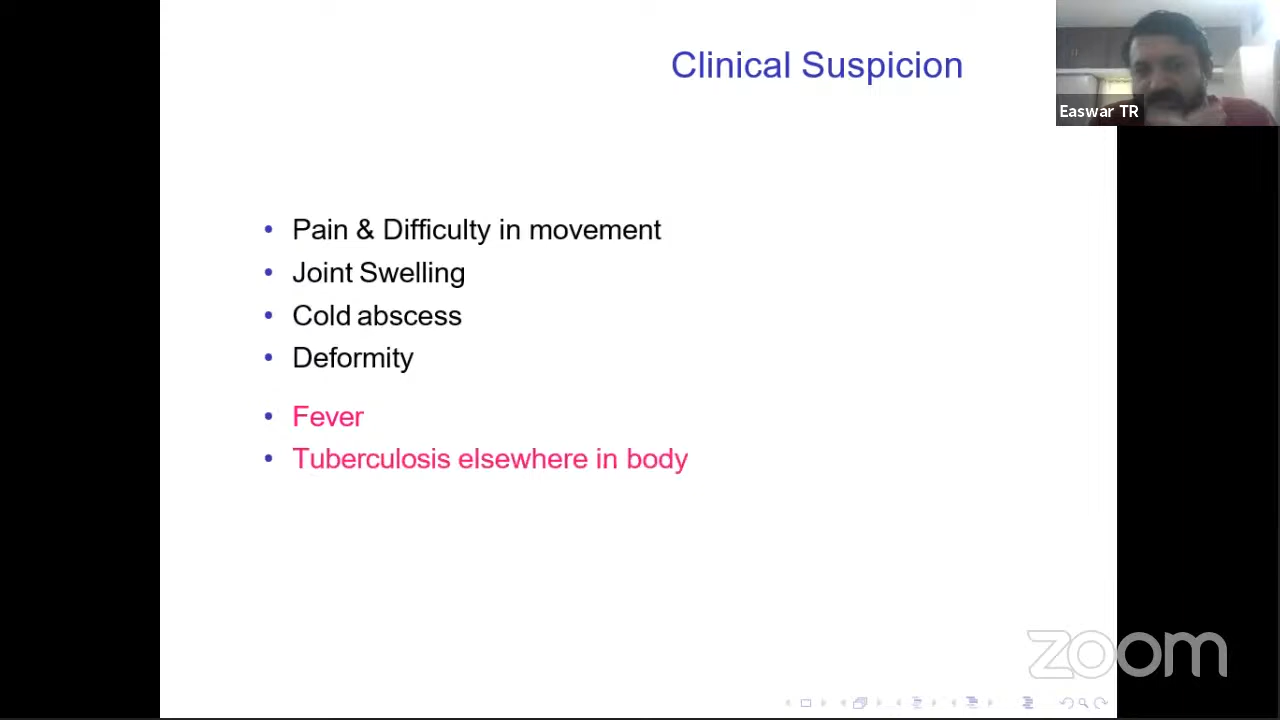 Clinical Suspicion
Easwar TR
• Pain & Difficulty in movement
• Joint Swelling
• Cold abscess
• Deformity
• Fever
• Tuberculosis elsewhere in body
zoom